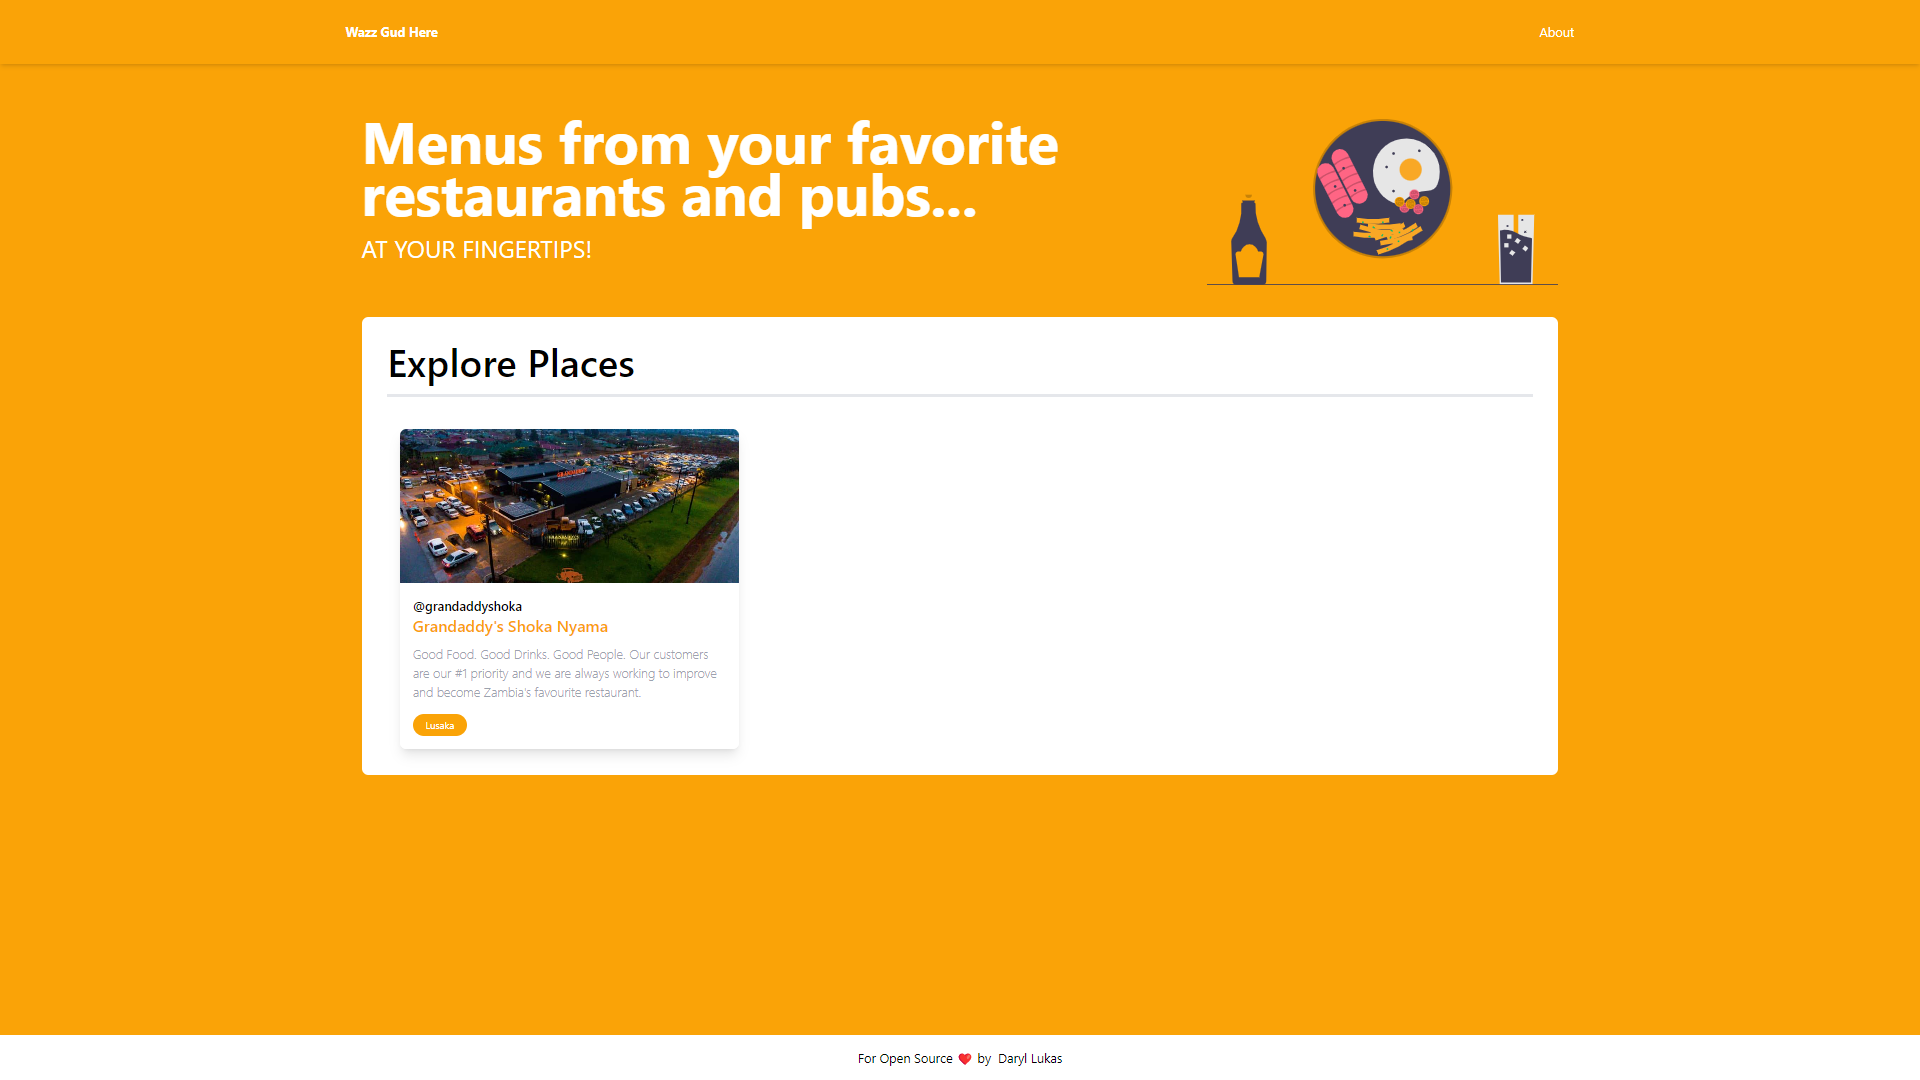 Wazz Gud Here
About
Menus from your favorite
restaurants and pubs...
AT YOUR FINGERTIPS!
Explore Places
@grandaddyshoka
Grandaddy's Shoka Nyama
Good Food. Good Drinks. Good People. Our customers
are our #1 priority and we are always working to improve
and become Zambia's favourite restaurant.
Lusaka
For Open Source ❤️ by Daryl Lukas